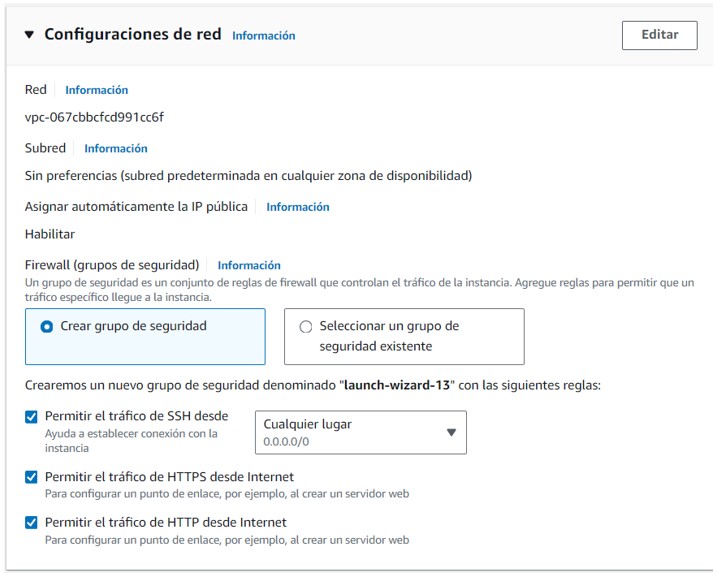 Configuraciones de red Información
Editar
Red Información
vpc-067cbbcfcd991cc6f
Subred Información
Sin preferencias (subred predeterminada en cualquier zona de disponibilidad)
Asignar automáticamente la IP pública Información
Habilitar
Firewall (grupos de seguridad) Información
Un grupo de seguridad es un conjunto de reglas de firewall que controlan el tráfico de la instancia. Agregue reglas para permitir que un
tráfico específico llegue a la instancia.
Crear grupo de seguridad
Seleccionar un grupo de
seguridad existente
Crearemos un nuevo grupo de seguridad denominado "launch-wizard-13" con las siguientes reglas:
Permitir el tráfico de SSH desde
Ayuda a establecer conexión con la
instancia
Cualquier lugar
0.0.0.0/0
Permitir el tráfico de HTTPS desde Internet
Para configurar un punto de enlace, por ejemplo, al crear un servidor web
Permitir el tráfico de HTTP desde Internet
Para configurar un punto de enlace, por ejemplo, al crear un servidor web